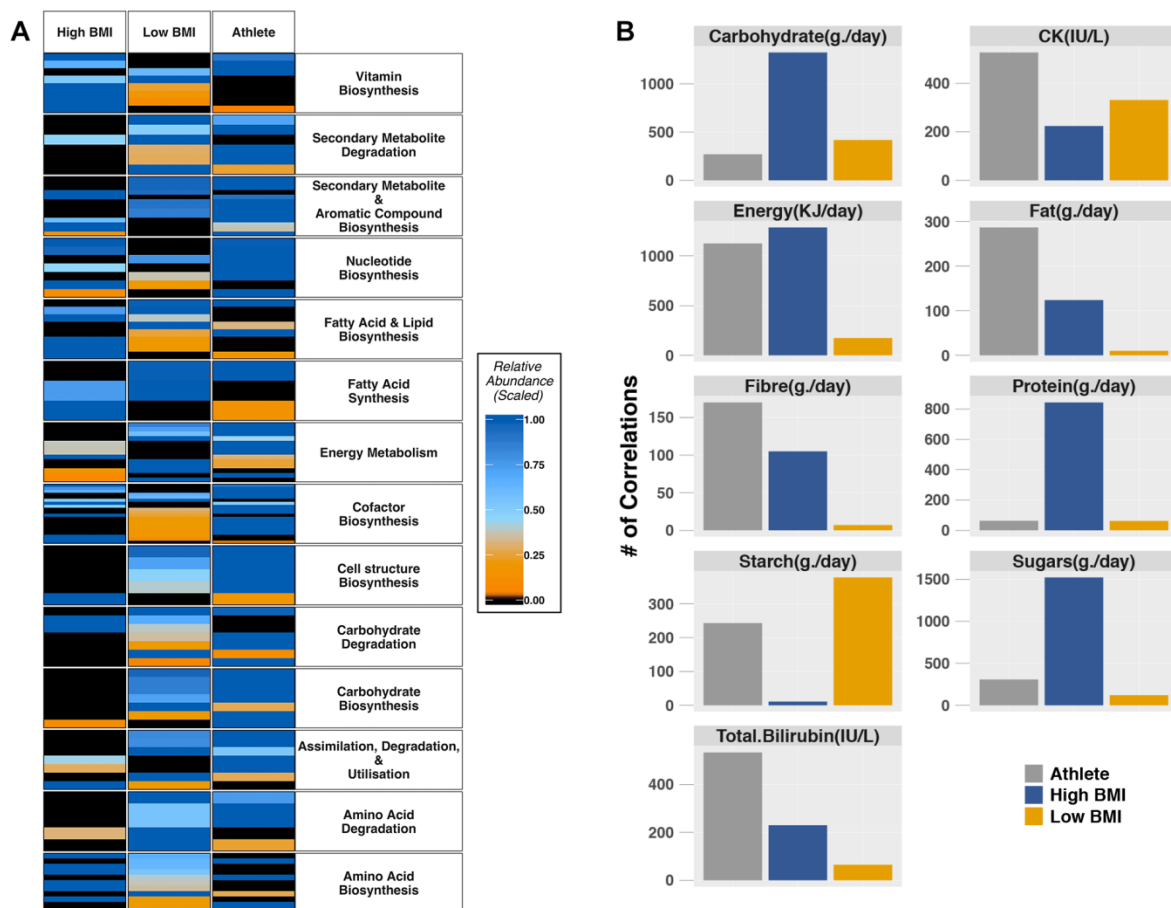 A
High BMI
Low BMI
Athlete
Vitamin
Biosynthesis
Secondary Metabolite
Degradation
Secondary Metabolite
&
Aromatic Compound
Biosynthesis
Nucleotide
Biosynthesis
Fatty Acid & Lipid
Biosynthesis
Fatty Acid
Synthesis
Energy Metabolism
Cofactor
Biosynthesis
Cell structure
Biosynthesis
Carbohydrate
Degradation
Carbohydrate
Biosynthesis
Assimilation, Degradation,
&
Utilisation
Amino Acid
Degradation
Amino Acid
Biosynthesis
Relative
Abundance
(Scaled)
1.00
0.75
0.50
0.25
0.00
B
# of Correlations
Carbohydrate(g./day)
1000
500
0
CK(IU/L)
400
200
0
Energy(KJ/day)
1000
500
0
Fat(g./day)
300
200
100
0
Fibre(g./day)
150
100
50
0
Protein(g./day)
800
600
400
200
0
Starch(g./day)
300
200
100
0
Sugars(g./day)
1500
1000
500
0
Total.Bilirubin(IU/L)
400
200
0
Athlete
High BMI
Low BMI